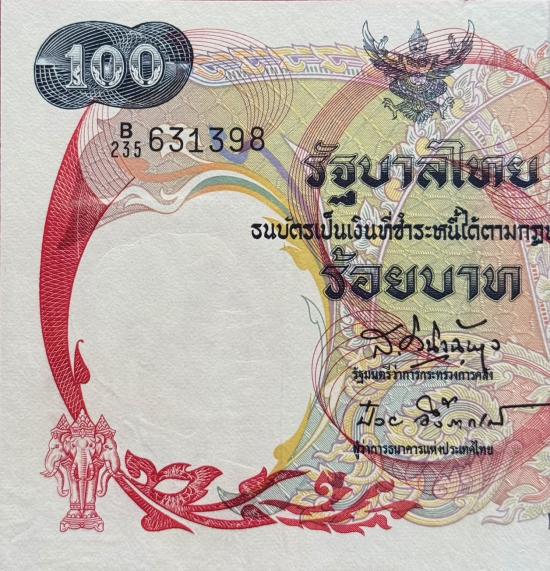 100
B
235 631398
รัฐบาลไทย
ธนบัตรเป็นเงินที่ชำระหนี้ได้ตามกฎห
ร้อยบาท
รัฐมนตรีว่าการกระทรวงการคลัง
ผู้ว่าการธนาคารแห่งประเทศไทย